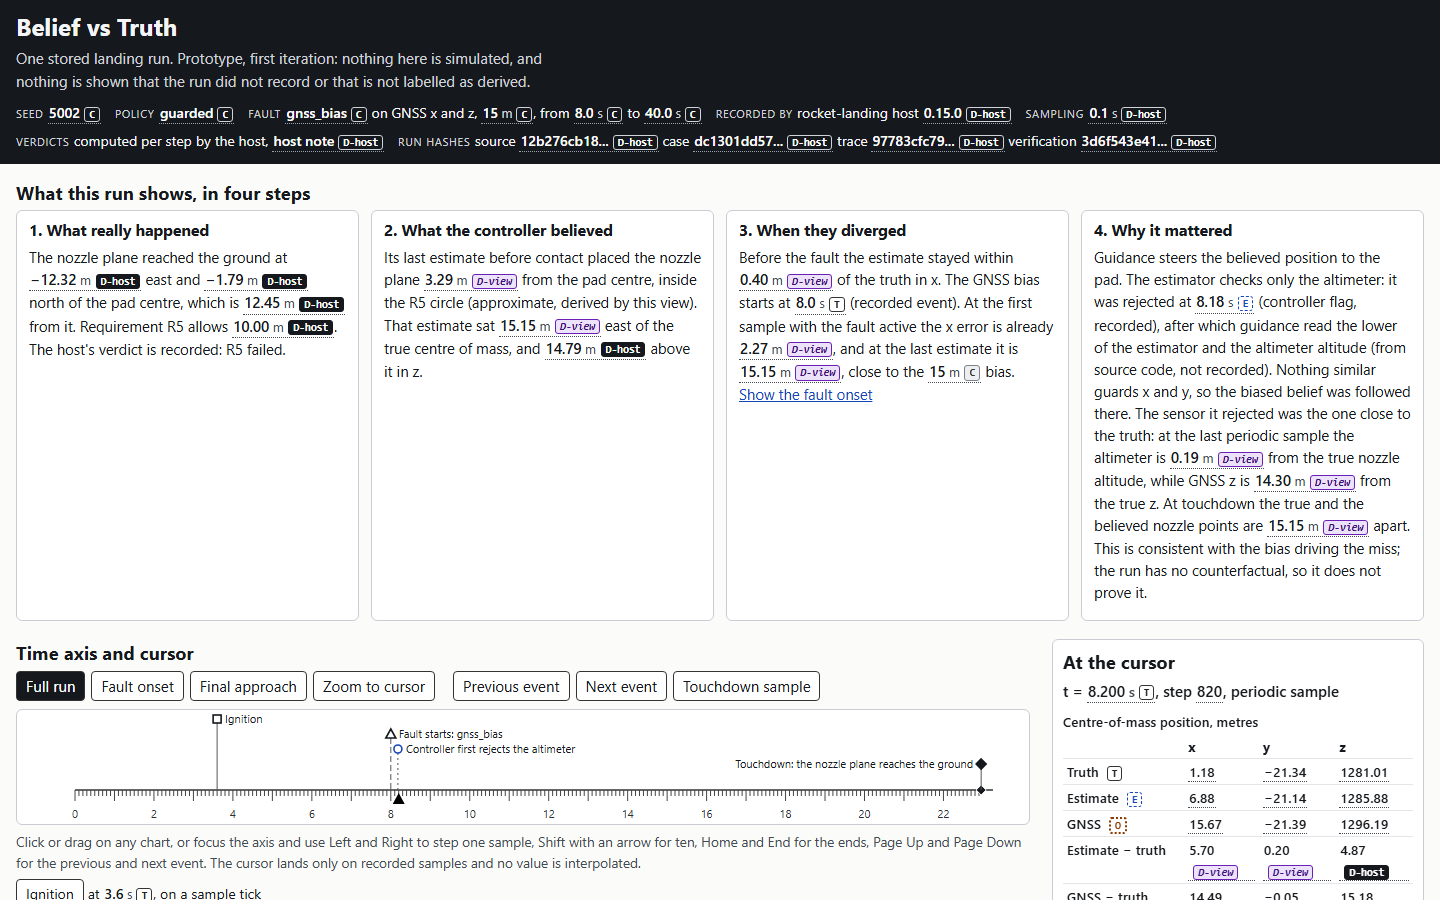 Belief vs Truth
One stored landing run. Prototype, first iteration: nothing here is simulated, and
nothing is shown that the run did not record or that is not labelled as derived.
SEED 5002 C POLICY guarded C FAULT gnss_bias C on GNSS x and z, 15 m C, from 8.0 s C to 40.0 s C RECORDED BY rocket-landing host 0.15.0 D-host SAMPLING 0.1 s D-host
VERDICTS computed per step by the host, host note D-host RUN HASHES source 12b276cb18... D-host case dc1301dd57... D-host trace 97783cfc79... D-host verification 3d6f543e41... D-host
What this run shows, in four steps
1. What really happened
The nozzle plane reached the ground at
−12.32 m D-host east and −1.79 m D-host
north of the pad centre, which is 12.45 m D-host
from it. Requirement R5 allows 10.00 m D-host.
The host's verdict is recorded: R5 failed.
2. What the controller believed
Its last estimate before contact placed the nozzle
plane 3.29 m D-view from the pad centre, inside
the R5 circle (approximate, derived by this view).
That estimate sat 15.15 m D-view east of the
true centre of mass, and 14.79 m D-host above
it in z.
3. When they diverged
Before the fault the estimate stayed within
0.40 m D-view of the truth in x. The GNSS bias
starts at 8.0 s T (recorded event). At the first
sample with the fault active the x error is already
2.27 m D-view, and at the last estimate it is
15.15 m D-view, close to the 15 m C bias.
Show the fault onset
4. Why it mattered
Guidance steers the believed position to the
pad. The estimator checks only the altimeter: it
was rejected at 8.18 s E (controller flag,
recorded), after which guidance read the lower
of the estimator and the altimeter altitude (from
source code, not recorded). Nothing similar
guards x and y, so the biased belief was followed
there. The sensor it rejected was the one close to
the truth: at the last periodic sample the
altimeter is 0.19 m D-view from the true nozzle
altitude, while GNSS z is 14.30 m D-view from
the true z. At touchdown the true and the
believed nozzle points are 15.15 m D-view apart.
This is consistent with the bias driving the miss;
the run has no counterfactual, so it does not
prove it.
Time axis and cursor
Full run Fault onset Final approach Zoom to cursor Previous event Next event Touchdown sample
Ignition
Fault starts: gnss_bias
Controller first rejects the altimeter
Touchdown: the nozzle plane reaches the ground
0 2 4 6 8 10 12 14 16 18 20 22
Click or drag on any chart, or focus the axis and use Left and Right to step one sample, Shift with an arrow for ten, Home and End for the ends, Page Up and Page Down
for the previous and next event. The cursor lands only on recorded samples and no value is interpolated.
Ignition at 3.6 s T, on a sample tick
At the cursor
t = 8.200 s T, step 820, periodic sample
Centre-of-mass position, metres
x y z
Truth T 1.18 −21.34 1281.01
Estimate E 6.88 −21.14 1285.88
GNSS O 15.67 −21.39 1296.19
Estimate − truth 5.70 0.20 4.87
D-view D-view D-host
GNSS − truth 14.49 −0.05 15.18